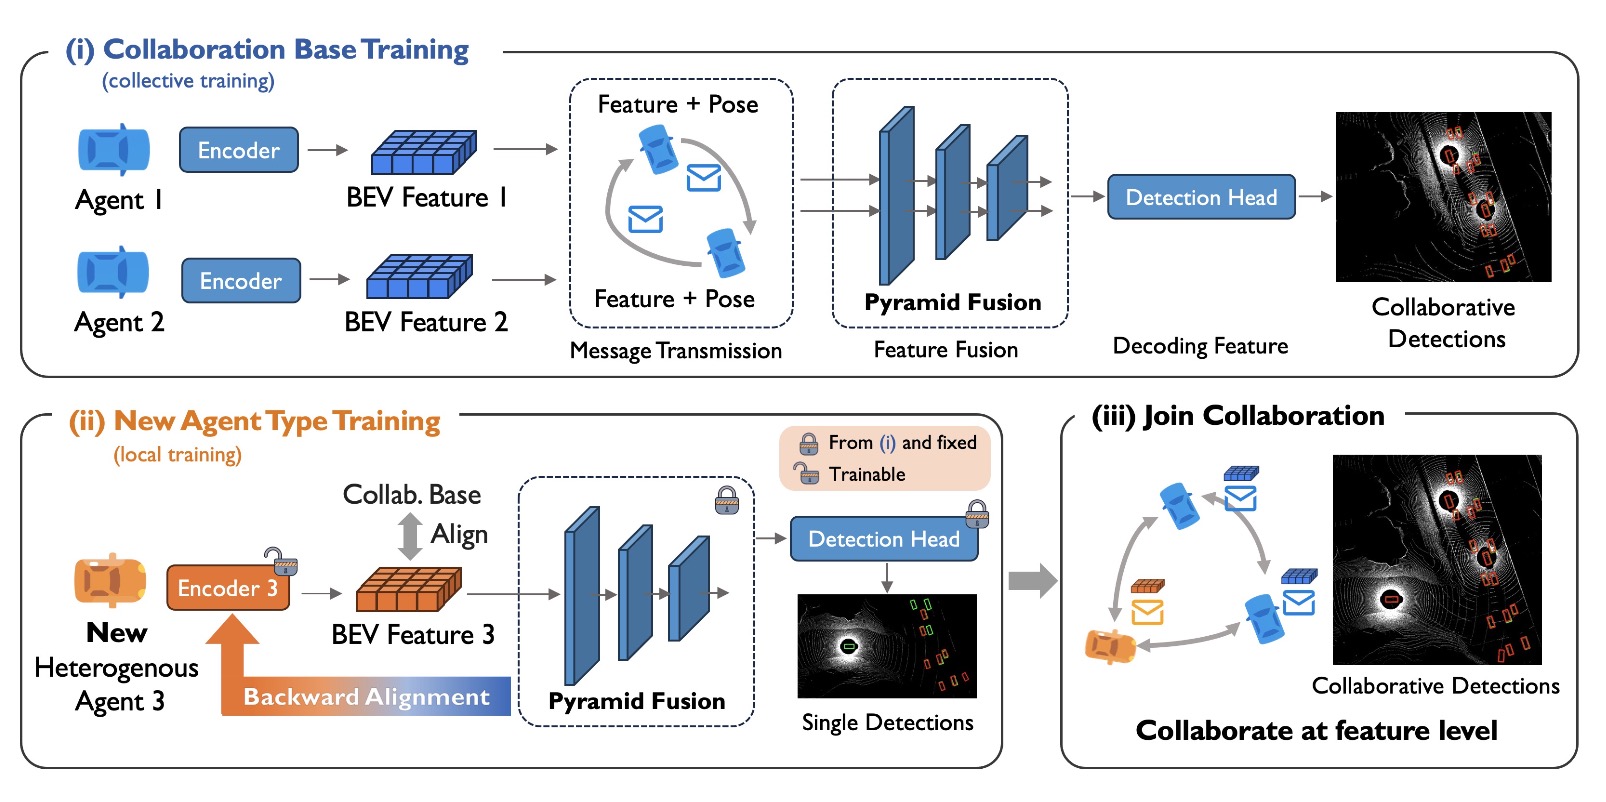 (i) Collaboration Base Training
(collective training)
Agent 1
Encoder
BEV Feature 1
Agent 2
Encoder
BEV Feature 2
Feature + Pose
Feature + Pose
Message Transmission
Pyramid Fusion
Feature Fusion
Detection Head
Decoding Feature
Collaborative
Detections
(ii) New Agent Type Training
(local training)
From (i) and fixed
Trainable
Collab. Base
Align
New
Heterogenous
Agent 3
Encoder 3
BEV Feature 3
Backward Alignment
Pyramid Fusion
Detection Head
Single Detections
(iii) Join Collaboration
Collaborative Detections
Collaborate at feature level